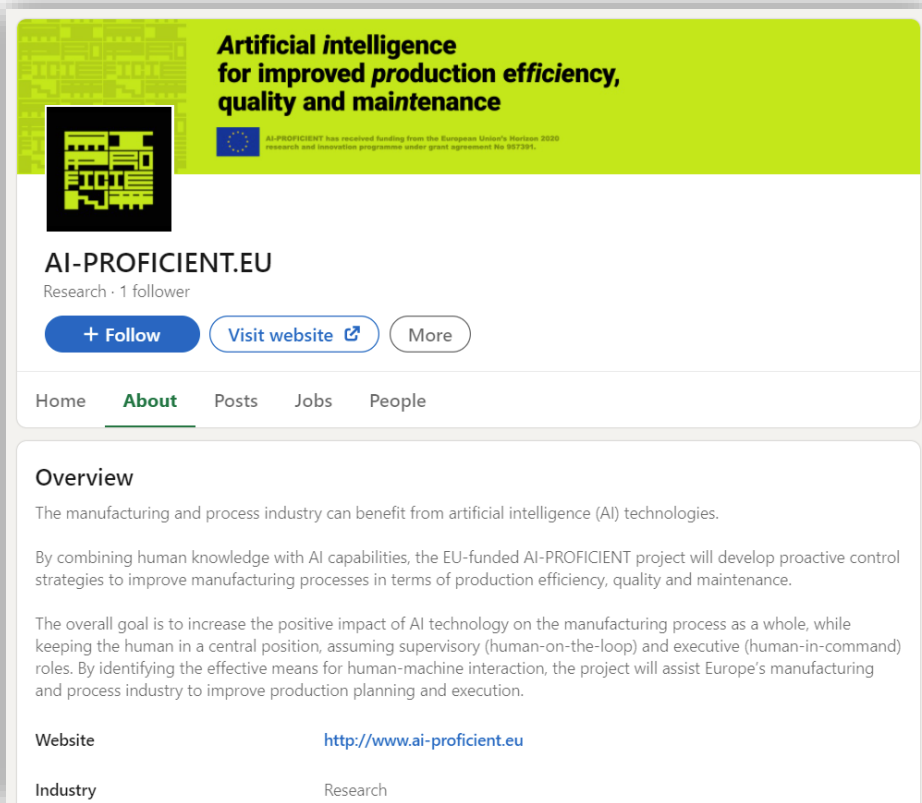 Artificial intelligence
for improved production efficiency,
quality and maintenance
AI-PROFICIENT has received funding from the European Union's Horizon 2020
research and innovation programme under grant agreement No 957391.
AI-PROFICIENT.EU
Research · 1 follower
+ Follow
Visit website
More
Home About Posts Jobs People
Overview
The manufacturing and process industry can benefit from artificial intelligence (AI) technologies.
By combining human knowledge with AI capabilities, the EU-funded AI-PROFICIENT project will develop proactive control
strategies to improve manufacturing processes in terms of production efficiency, quality and maintenance.
The overall goal is to increase the positive impact of AI technology on the manufacturing process as a whole, while
keeping the human in a central position, assuming supervisory (human-on-the-loop) and executive (human-in-command)
roles. By identifying the effective means for human-machine interaction, the project will assist Europe's manufacturing
and process industry to improve production planning and execution.
Website http://www.ai-proficient.eu
Industry Research